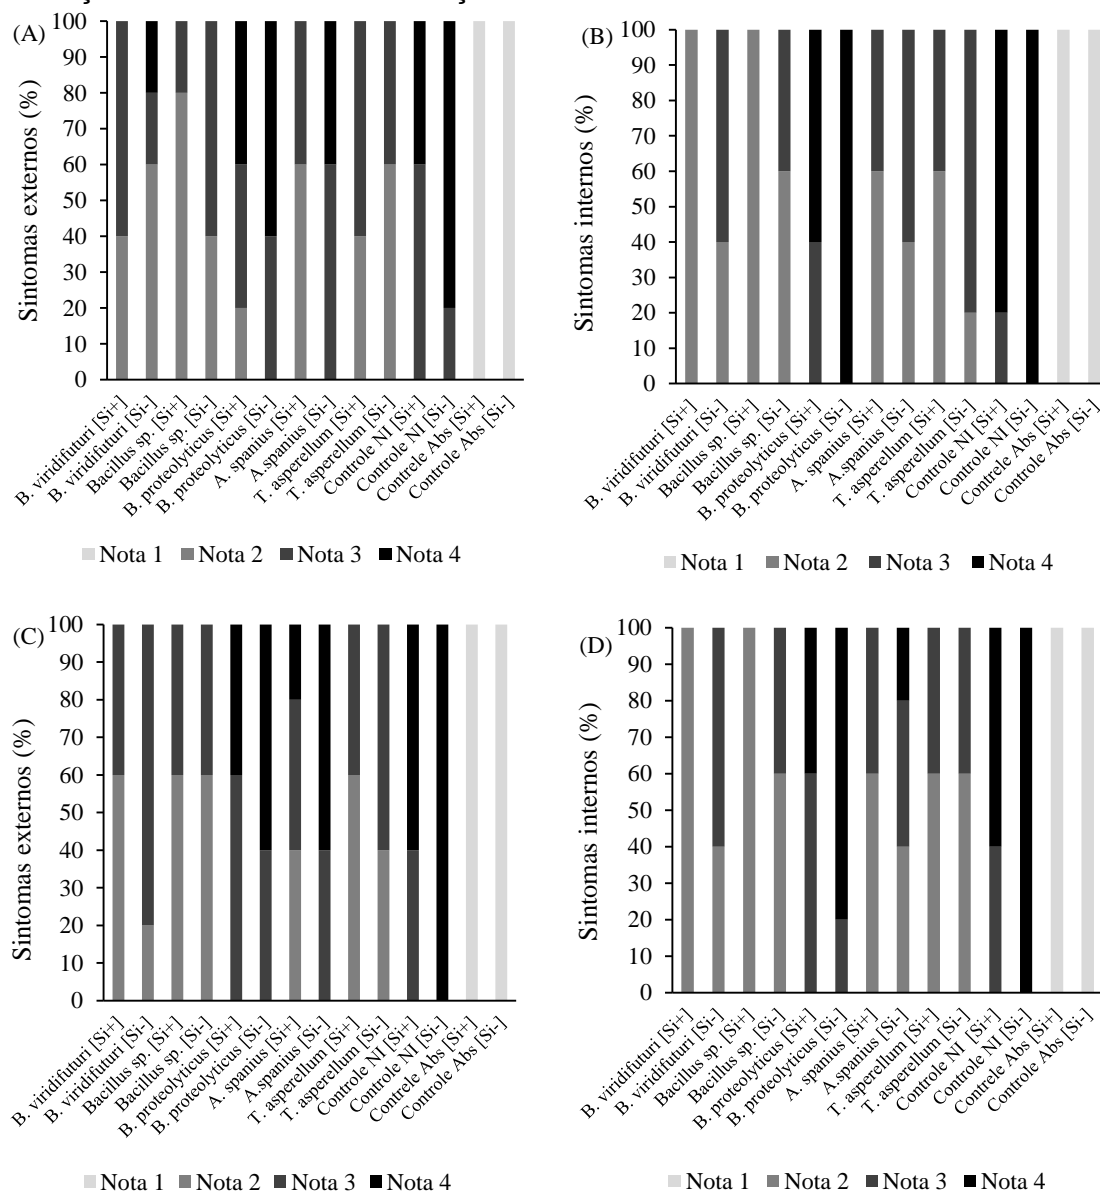 (A)
Sintomas externos (%)
100
90
80
70
60
50
40
30
20
10
0
B. viridifuturi [Si+]
B. viridifuturi [Si-]
Bacillus sp. [Si+]
Bacillus sp. [Si-]
B. proteolyticus [Si+]
B. proteolyticus [Si-]
A. spanius [Si+]
A. spanius [Si-]
T. asperellum [Si+]
T. asperellum [Si-]
Controle NI [Si+]
Controle NI [Si-]
Contrele Abs [Si+]
Controle Abs [Si-]
Nota 1 Nota 2 Nota 3 Nota 4
(B)
Sintomas internos (%)
100
90
80
70
60
50
40
30
20
10
0
B. viridifuturi [Si+]
B. viridifuturi [Si-]
Bacillus sp. [Si+]
Bacillus sp. [Si-]
B. proteolyticus [Si+]
B. proteolyticus [Si-]
A. spanius [Si+]
A.spanius [Si-]
T. asperellum [Si+]
T. asperellum [Si-]
Controle NI [Si+]
Controle NI [Si-]
Contrele Abs [Si+]
Controle Abs [Si-]
Nota 1 Nota 2 Nota 3 Nota 4
(C)
Sintomas externos (%)
100
90
80
70
60
50
40
30
20
10
0
B. viridifuturi [Si+]
B. viridifuturi [Si-]
Bacillus sp. [Si+]
Bacillus sp. [Si-]
B. proteolyticus [Si+]
B. proteolyticus [Si-]
A. spanius [Si+]
A. spanius [Si-]
T. asperellum [Si+]
T. asperellum [Si-]
Controle NI [Si+]
Controle NI [Si-]
Contrele Abs [Si+]
Controle Abs [Si-]
Nota 1 Nota 2 Nota 3 Nota 4
(D)
Sintomas internos (%)
100
90
80
70
60
50
40
30
20
10
0
B. viridifuturi [Si+]
B. viridifuturi [Si-]
Bacillus sp. [Si+]
Bacillus sp. [Si-]
B. proteolyticus [Si+]
B. proteolyticus [Si-]
A. spanius [Si+]
A.spanius [Si-]
T. asperellum [Si+]
T. asperellum [Si-]
Controle NI [Si+]
Controle NI [Si-]
Contrele Abs [Si+]
Controle Abs [Si-]
Nota 1 Nota 2 Nota 3 Nota 4